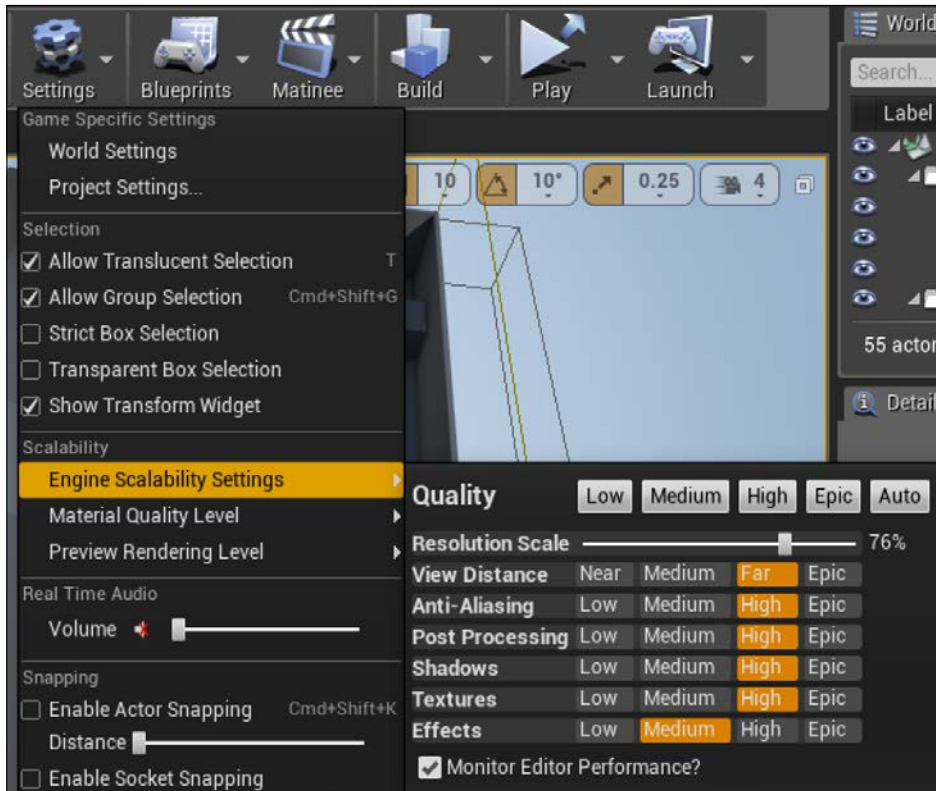 Settings Blueprints Matinee Build Play Launch
World
Search...
Label
Game Specific Settings
World Settings
Project Settings...
10 10° 0.25 4
Selection
Allow Translucent Selection T
Allow Group Selection Cmd+Shift+G
Strict Box Selection
Transparent Box Selection
Show Transform Widget
55 actor
Detail
Scalability
Engine Scalability Settings
Material Quality Level
Preview Rendering Level
Quality Low Medium High Epic Auto
Resolution Scale 76%
View Distance Near Medium Far Epic
Anti-Aliasing Low Medium High Epic
Post Processing Low Medium High Epic
Shadows Low Medium High Epic
Textures Low Medium High Epic
Effects Low Medium High Epic
Monitor Editor Performance?
Real Time Audio
Volume
Snapping
Enable Actor Snapping Cmd+Shift+K
Distance
Enable Socket Snapping